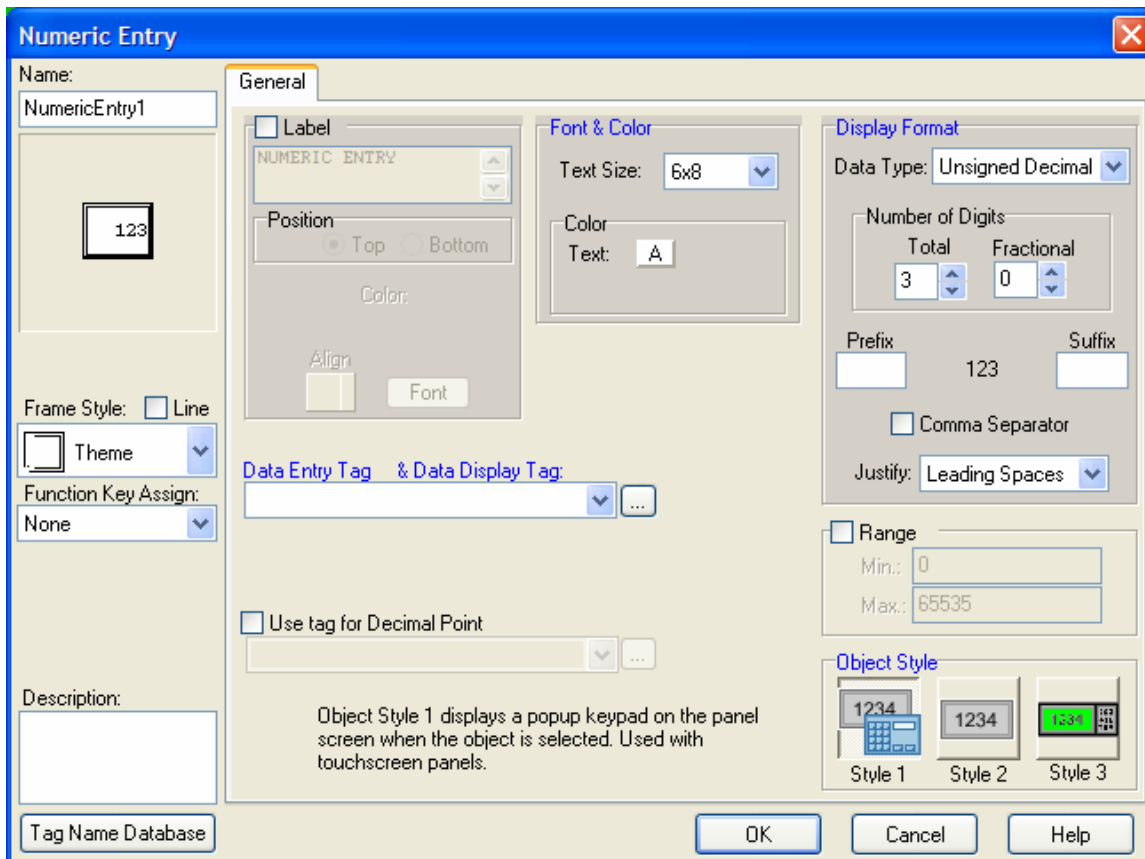 Numeric Entry
Name:
NumericEntry1
123
Frame Style:
Line
Theme
Function Key Assign:
None
Description:
Tag Name Database
General
Label
NUMERIC ENTRY
Position
Top
Bottom
Color:
Align
Font
Font & Color
Text Size:
6x8
Color
Text:
A
Display Format
Data Type:
Unsigned Decimal
Number of Digits
Total
Fractional
3
0
Prefix
Suffix
123
Comma Separator
Justify:
Leading Spaces
Data Entry Tag & Data Display Tag:
...
Use tag for Decimal Point
...
Range
Min.:
0
Max.:
65535
Object Style 1 displays a popup keypad on the panel
screen when the object is selected. Used with
touchscreen panels.
Object Style
1234
1234
1234
Style 1
Style 2
Style 3
OK
Cancel
Help